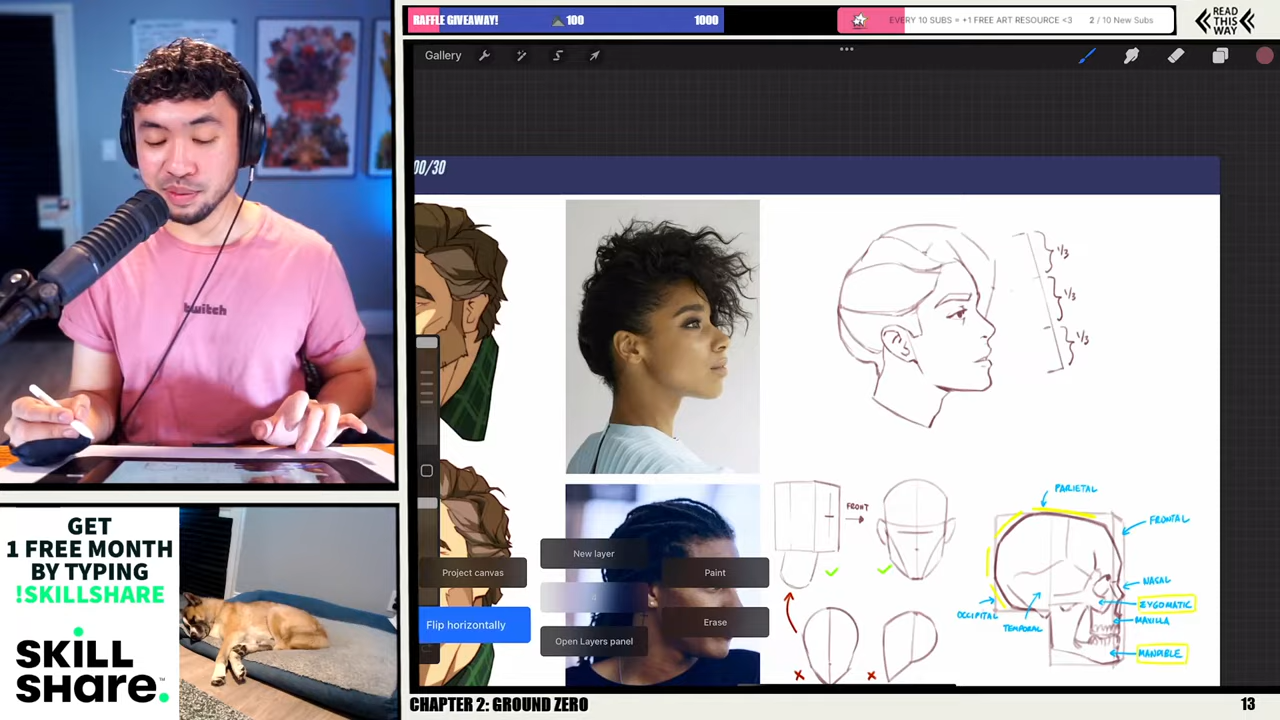 RAFFLE GIVEAWAY!
100
1000
EVERY 10 SUBS = +1 FREE ART RESOURCE <3
2 / 10 New Subs
READ
THIS
WAY
Gallery
00/30
twitch
1/3
1/3
1/3
PARIETAL
FRONTAL
FRONT
NASAL
ZYGOMATIC
MAXILLA
MANDIBLE
OCCIPITAL
TEMPORAL
New layer
Project canvas
Paint
Flip horizontally
Erase
Open Layers panel
GET
1 FREE MONTH
BY TYPING
!SKILLSHARE
SKILL
SHARE.
CHAPTER 2: GROUND ZERO
13